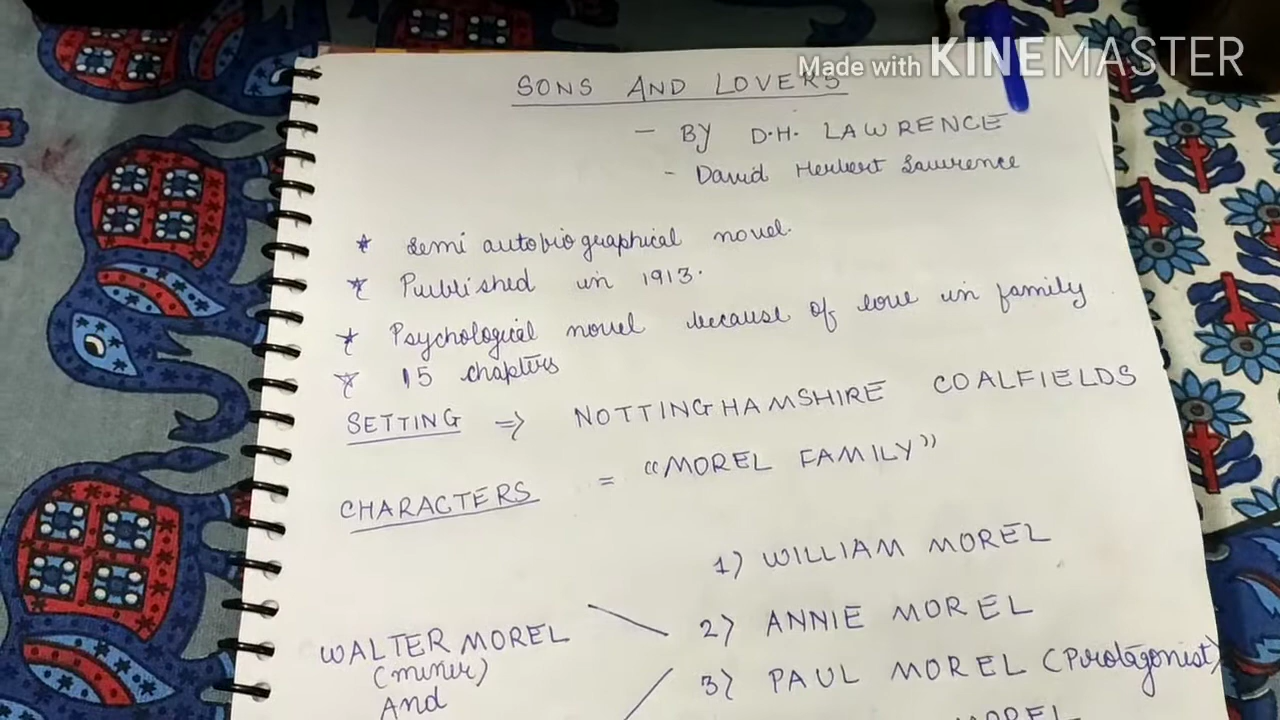 Made with KINEMASTER
SONS AND LOVERS
- BY D.H. LAWRENCE
- David Herbert Lawrence
* Semi autobiographical novel.
* Published in 1913.
* Psychological novel because of love in family
* 15 chapters
SETTING => NOTTINGHAMSHIRE COALFIELDS
CHARACTERS = "MOREL FAMILY"
1) WILLIAM MOREL
2) ANNIE MOREL
WALTER MOREL
(miner)
3) PAUL MOREL (Protagonist)
And
MOREL